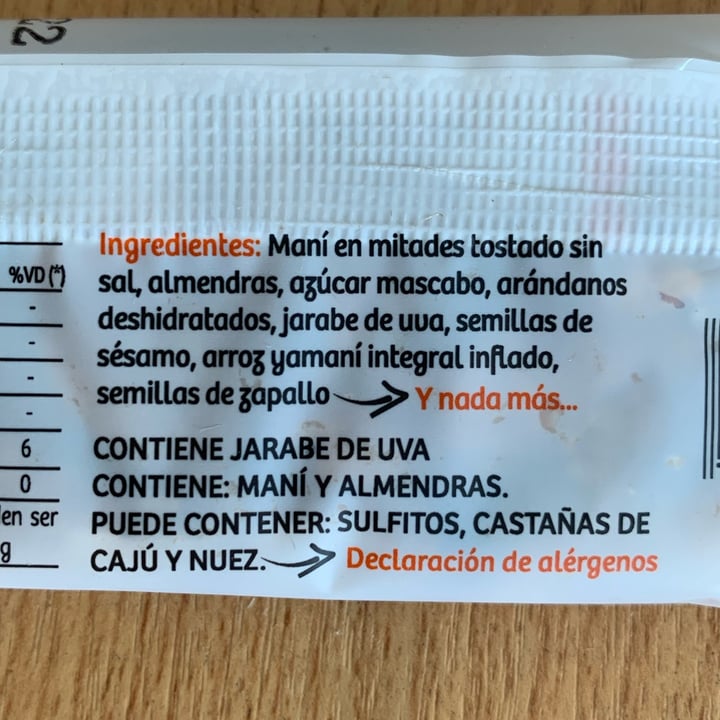 Ingredientes: Maní en mitades tostado sin
sal, almendras, azúcar mascabo, arándanos
deshidratados, jarabe de uva, semillas de
sésamo, arroz yamaní integral inflado,
semillas de zapallo Y nada más...
CONTIENE JARABE DE UVA
CONTIENE: MANÍ Y ALMENDRAS.
PUEDE CONTENER: SULFITOS, CASTAÑAS DE
CAJÚ Y NUEZ. Declaración de alérgenos
%VD (*)
-
-
-
-
6
0
en ser
g